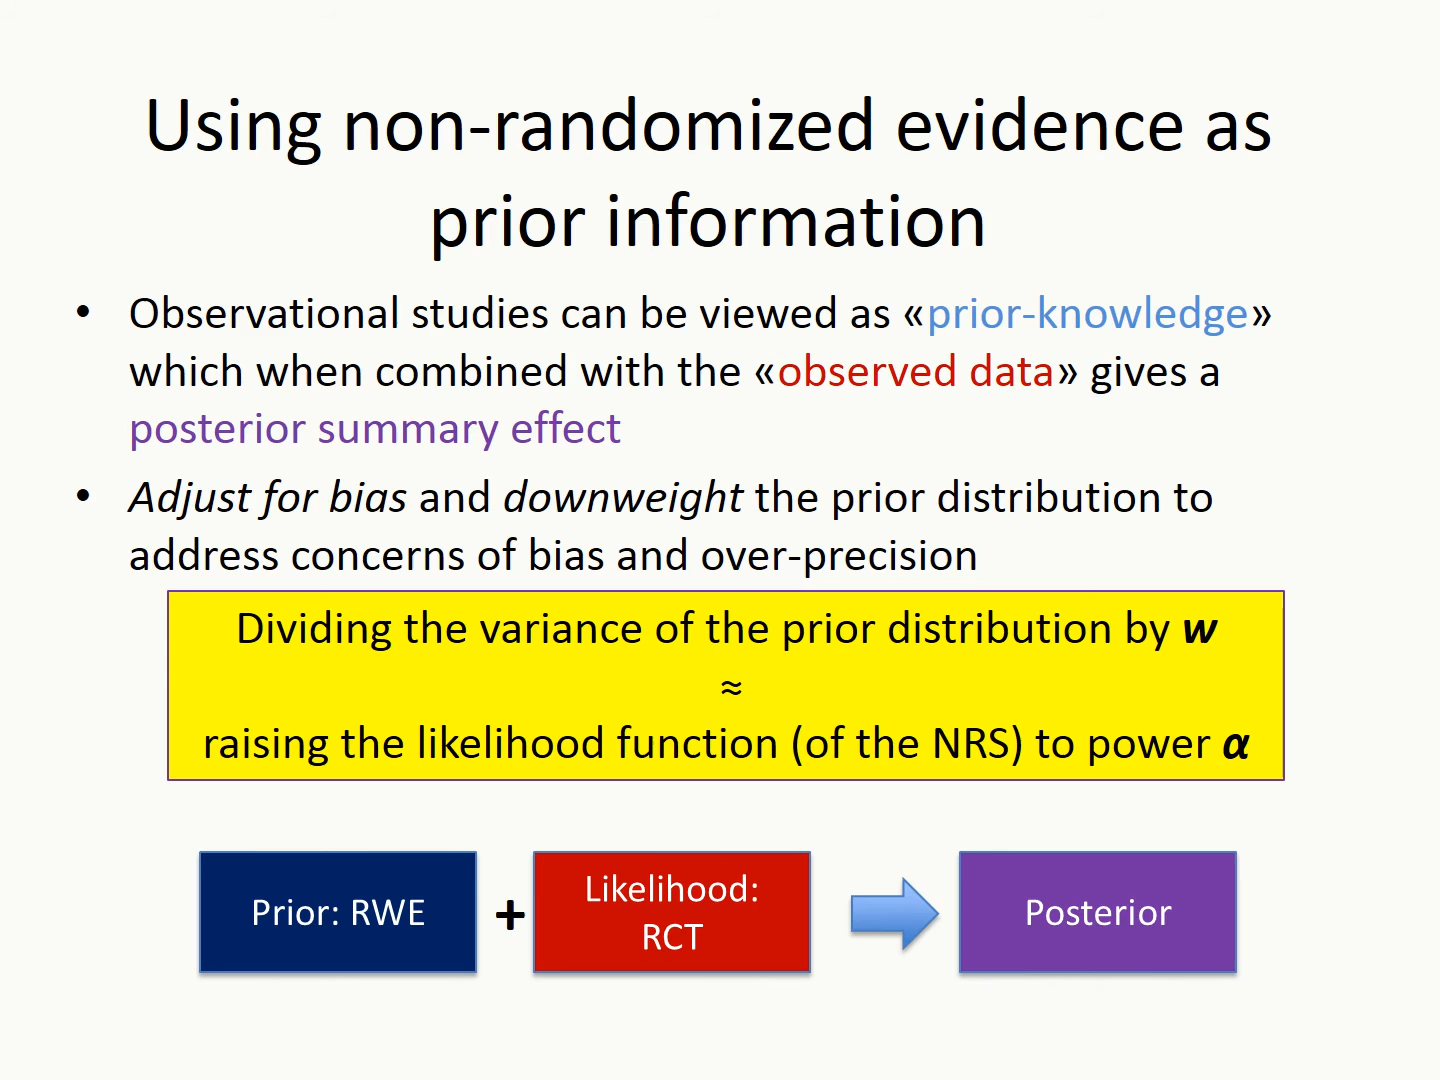 Using non-randomized evidence as
prior information
• Observational studies can be viewed as «prior-knowledge»
which when combined with the «observed data» gives a
posterior summary effect
• Adjust for bias and downweight the prior distribution to
address concerns of bias and over-precision
Dividing the variance of the prior distribution by w
≈
raising the likelihood function (of the NRS) to power α
Prior: RWE
+
Likelihood:
RCT
Posterior